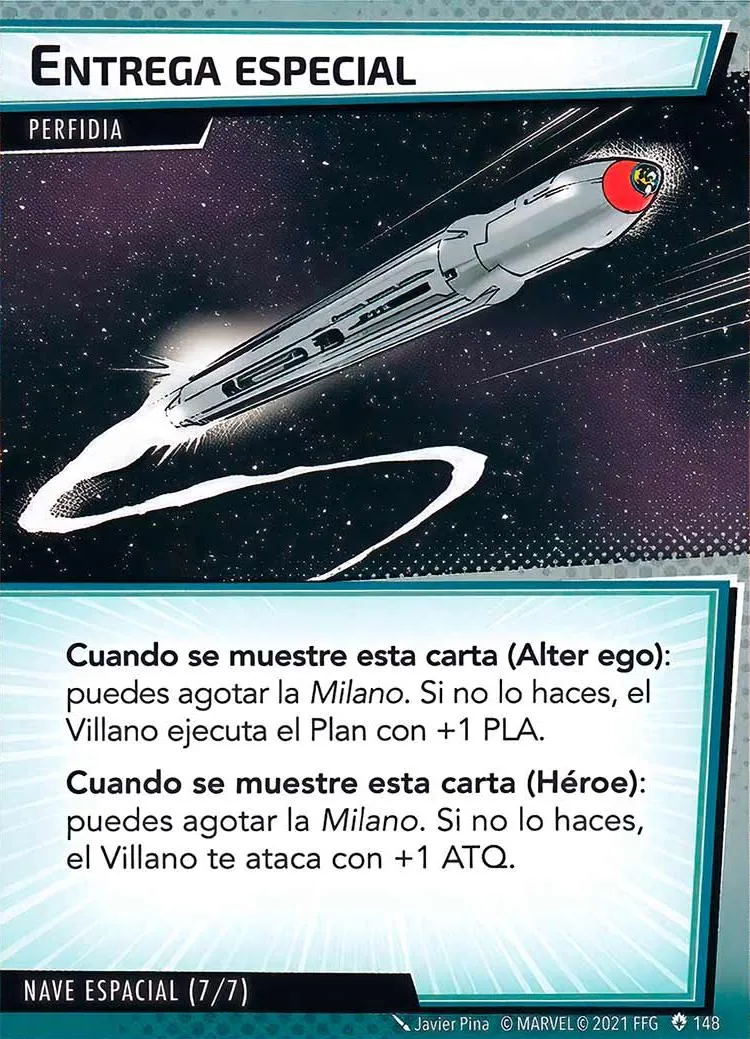 ENTREGA ESPECIAL
PERFIDIA
Cuando se muestre esta carta (Alter ego):
puedes agotar la Milano. Si no lo haces, el
Villano ejecuta el Plan con +1 PLA.
Cuando se muestre esta carta (Héroe):
puedes agotar la Milano. Si no lo haces,
el Villano te ataca con +1 ATQ.
NAVE ESPACIAL (7/7)
Javier Pina © MARVEL © 2021 FFG 148